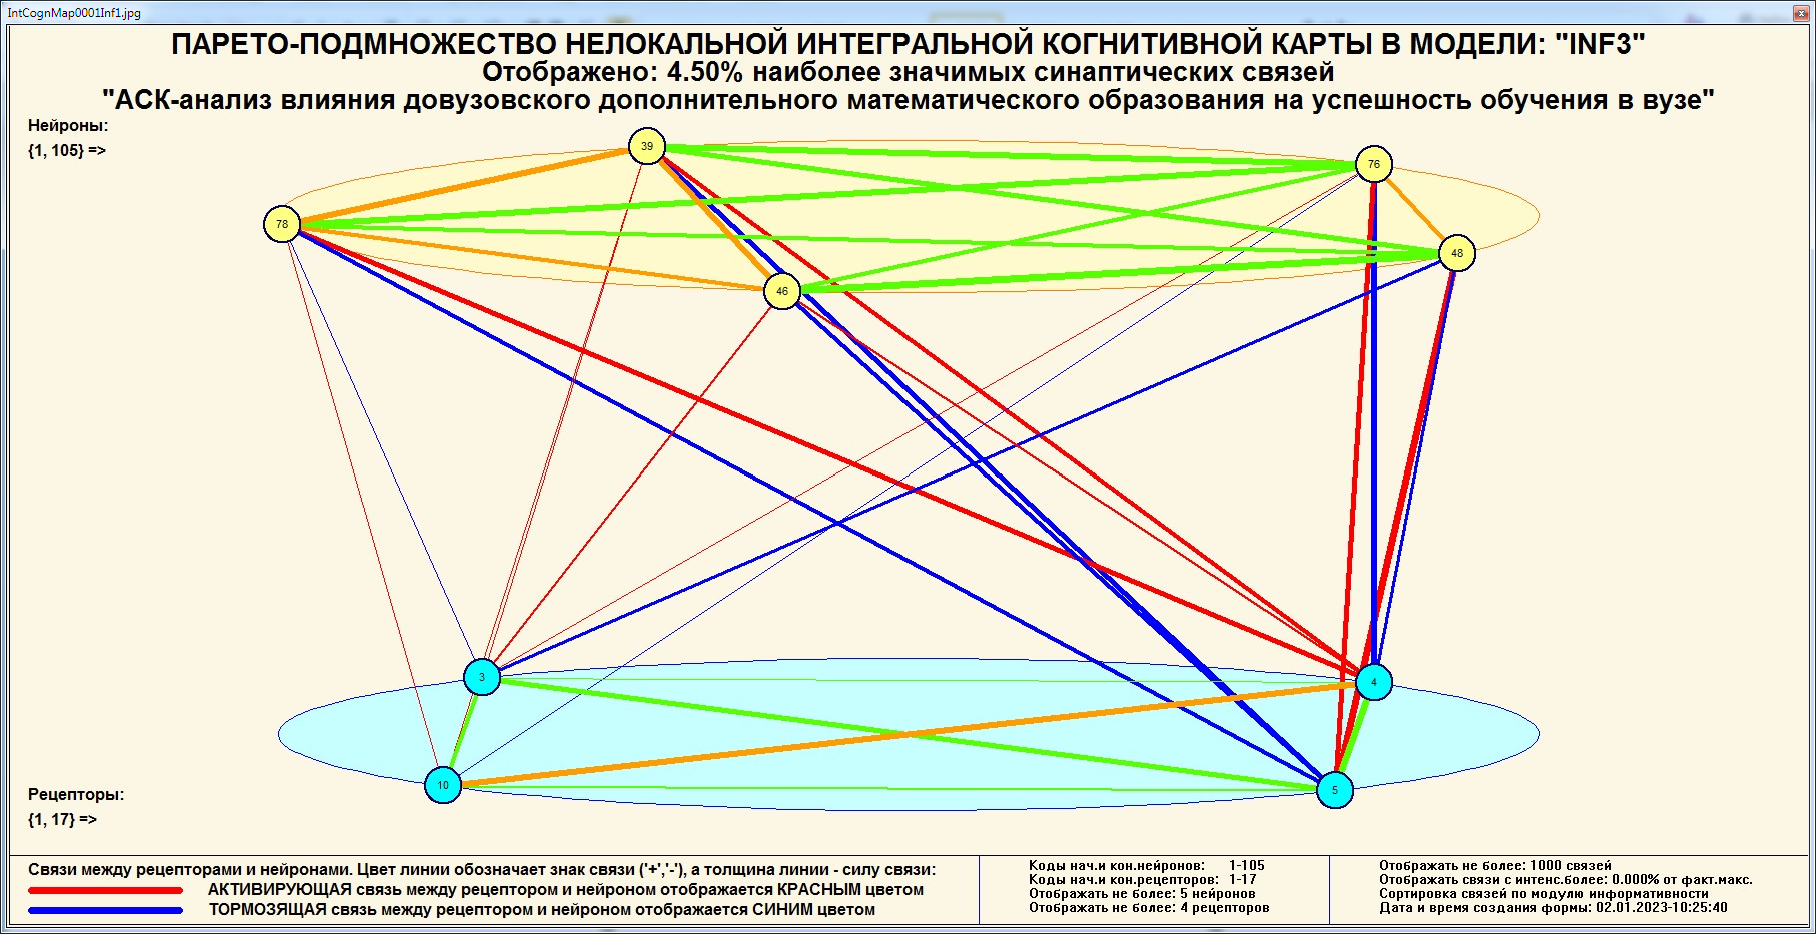 IntCognMap0001Inf1.jpg
ПАРЕТО-ПОДМНОЖЕСТВО НЕЛОКАЛЬНОЙ ИНТЕГРАЛЬНОЙ КОГНИТИВНОЙ КАРТЫ В МОДЕЛИ: "INF3"
Отображено: 4.50% наиболее значимых синаптических связей
"АСК-анализ влияния довузовского дополнительного математического образования на успешность обучения в вузе"
Нейроны:
{1, 105} =>
39
76
78
48
46
3
4
10
5
Рецепторы:
{1, 17} =>
Связи между рецепторами и нейронами. Цвет линии обозначает знак связи ('+','-'), а толщина линии - силу связи:
АКТИВИРУЮЩАЯ связь между рецептором и нейроном отображается КРАСНЫМ цветом
ТОРМОЗЯЩАЯ связь между рецептором и нейроном отображается СИНИМ цветом
Коды нач.и кон.нейронов: 1-105
Коды нач.и кон.рецепторов: 1-17
Отображать не более: 5 нейронов
Отображать не более: 4 рецепторов
Отображать не более: 1000 связей
Отображать связи с интенс.более: 0.000% от факт.макс.
Сортировка связей по модулю информативности
Дата и время создания формы: 02.01.2023-10:25:40